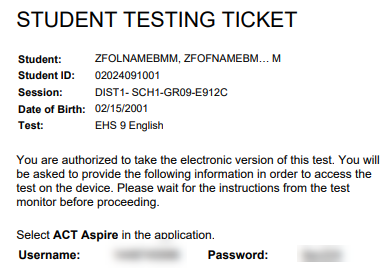 STUDENT TESTING TICKET
Student: ZFOLNAMEBMM, ZFOFNAMEBM... M
Student ID: 02024091001
Session: DIST1- SCH1-GR09-E912C
Date of Birth: 02/15/2001
Test: EHS 9 English
You are authorized to take the electronic version of this test. You will
be asked to provide the following information in order to access the
test on the device. Please wait for the instructions from the test
monitor before proceeding.
Select ACT Aspire in the application.
Username: Password: